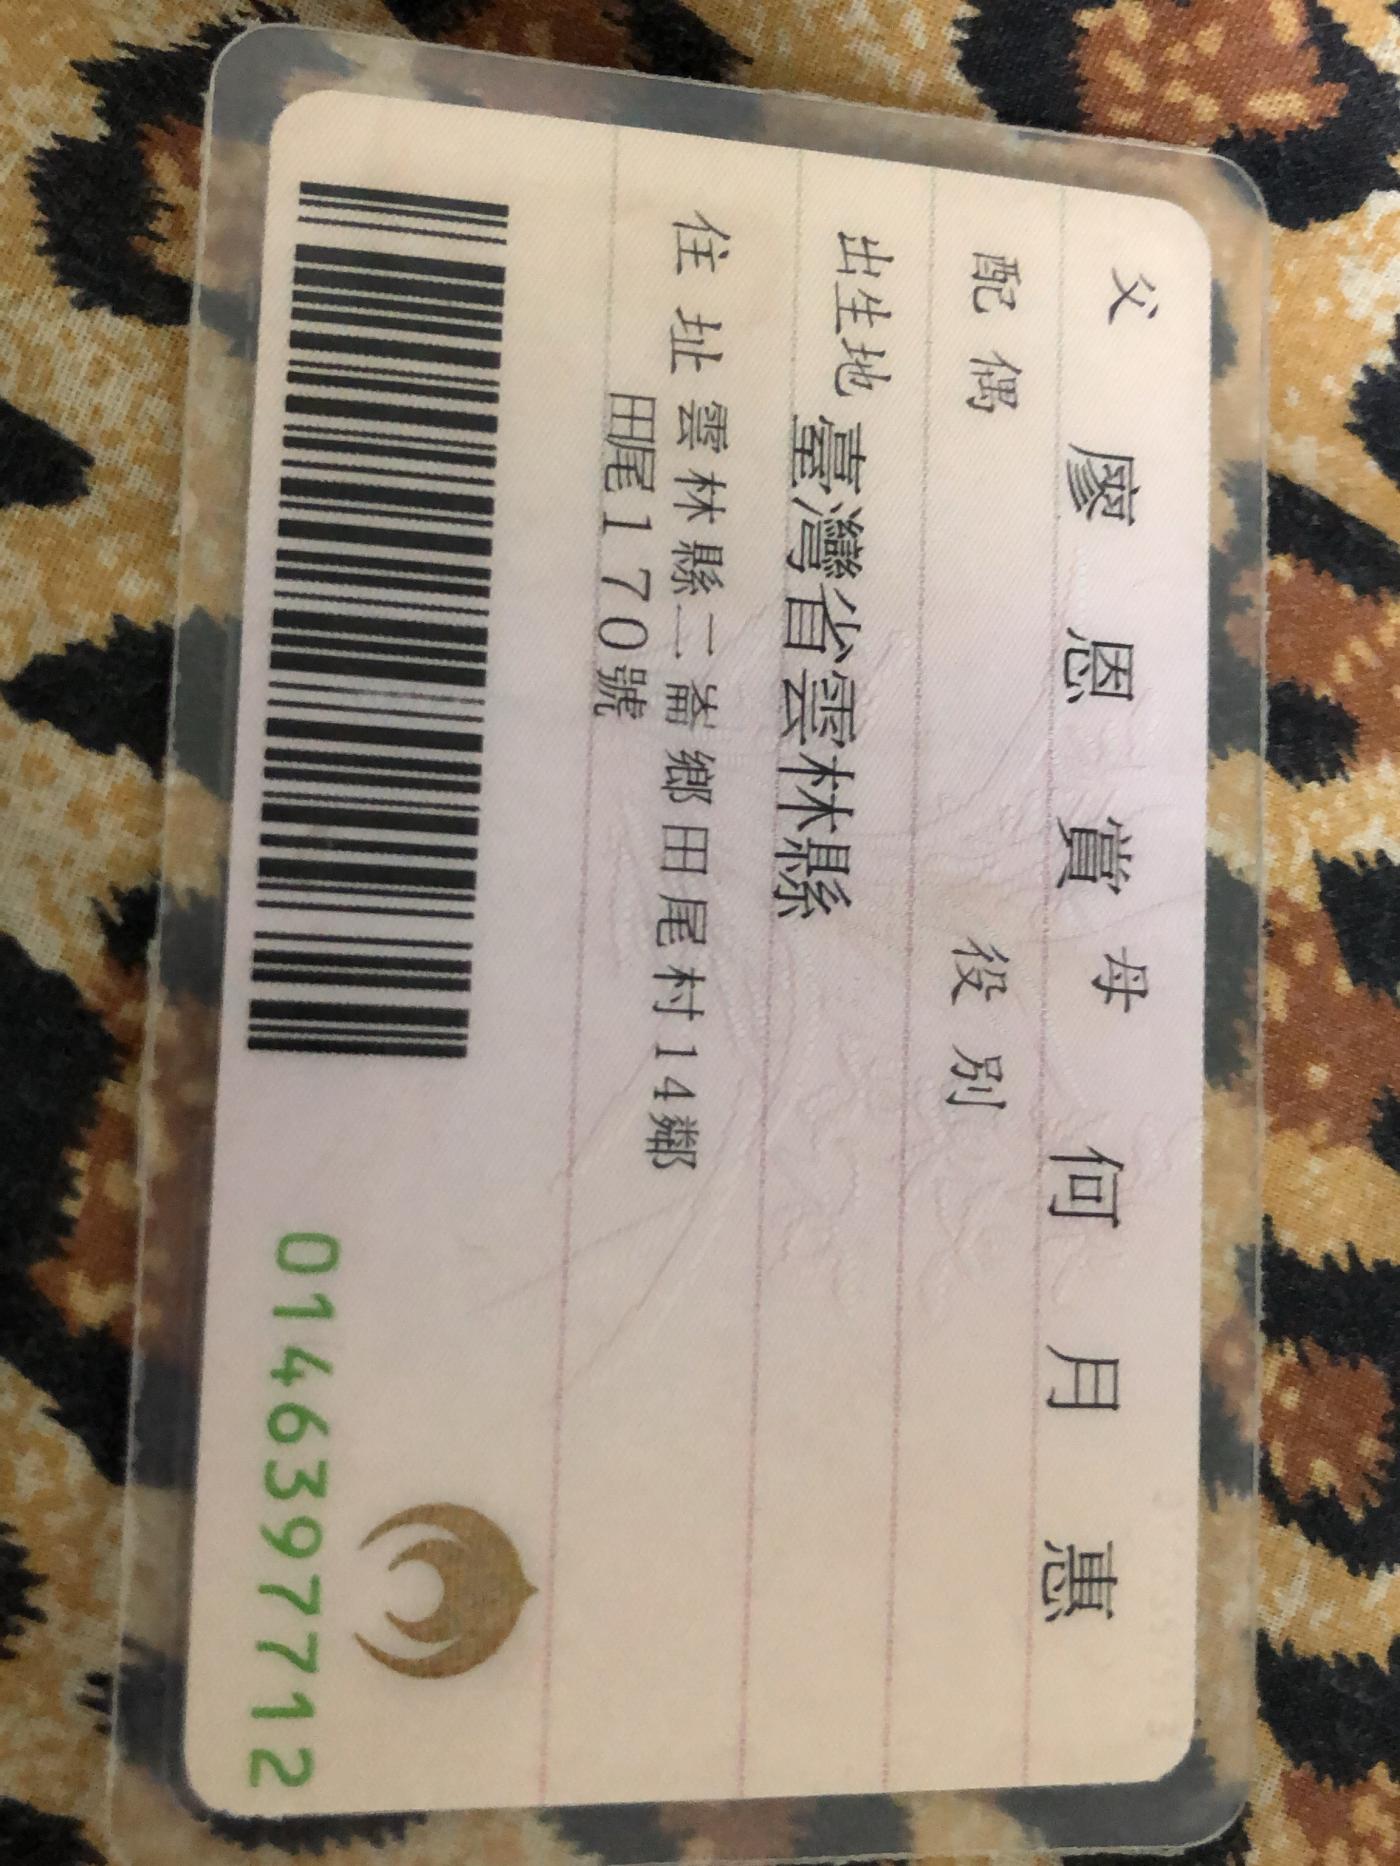 父 廖恩賞 母 何月惠
配偶 役別
出生地 臺灣省雲林縣
住址 雲林縣二崙鄉田尾村14鄰
田尾170號
0146397712